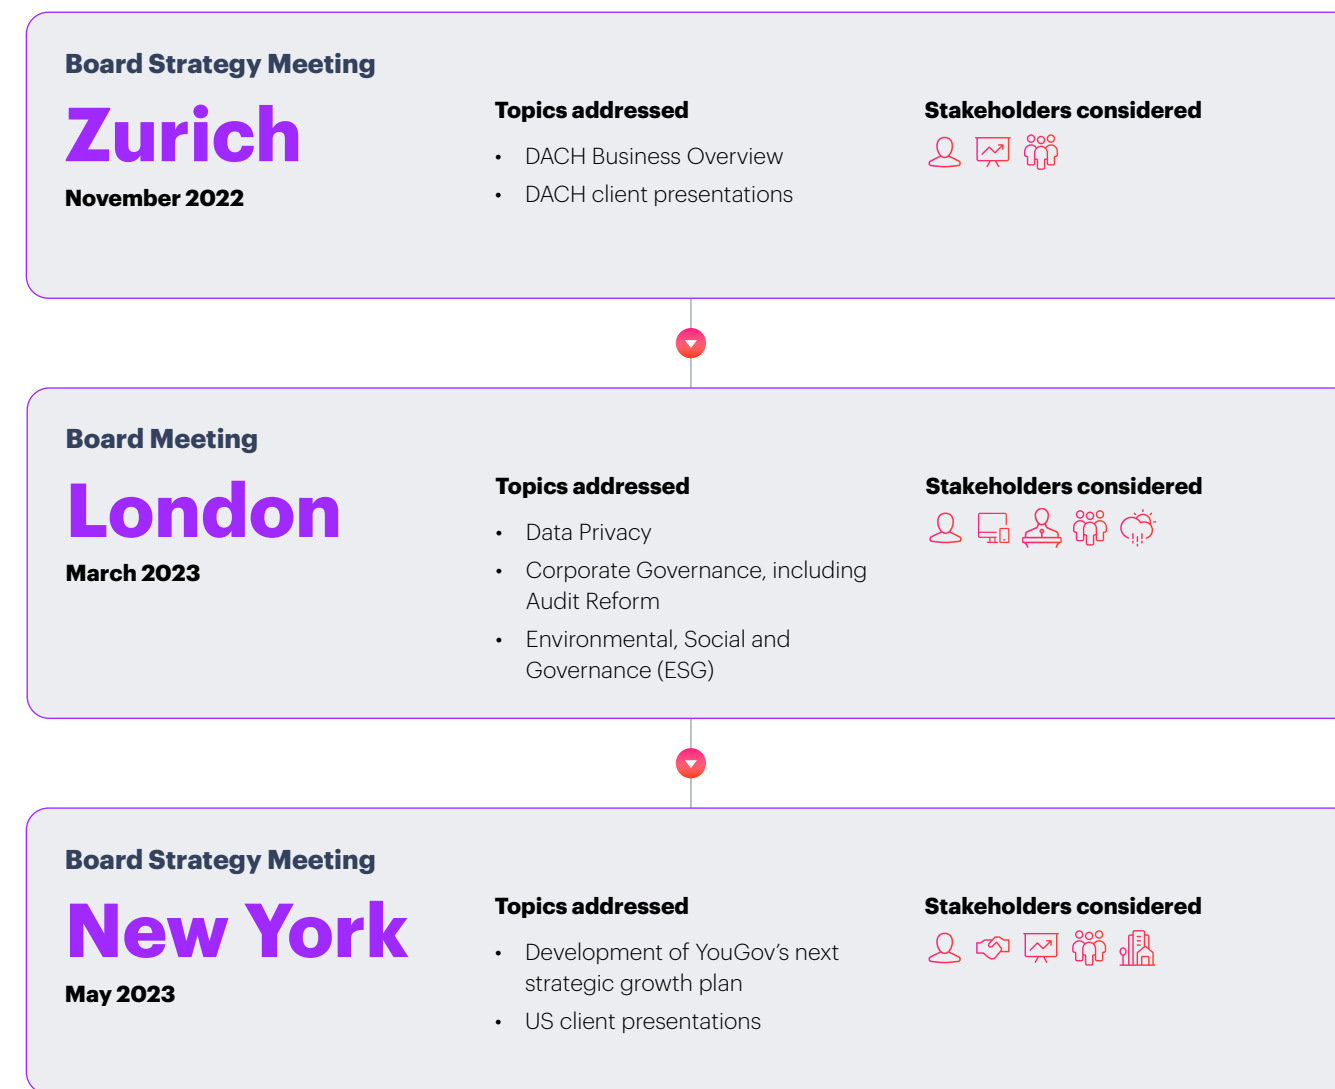 Board Strategy Meeting
Zurich
November 2022
Topics addressed
• DACH Business Overview
• DACH client presentations
Stakeholders considered
Board Meeting
London
March 2023
Topics addressed
• Data Privacy
• Corporate Governance, including
Audit Reform
• Environmental, Social and
Governance (ESG)
Stakeholders considered
Board Strategy Meeting
New York
May 2023
Topics addressed
• Development of YouGov’s next
strategic growth plan
• US client presentations
Stakeholders considered